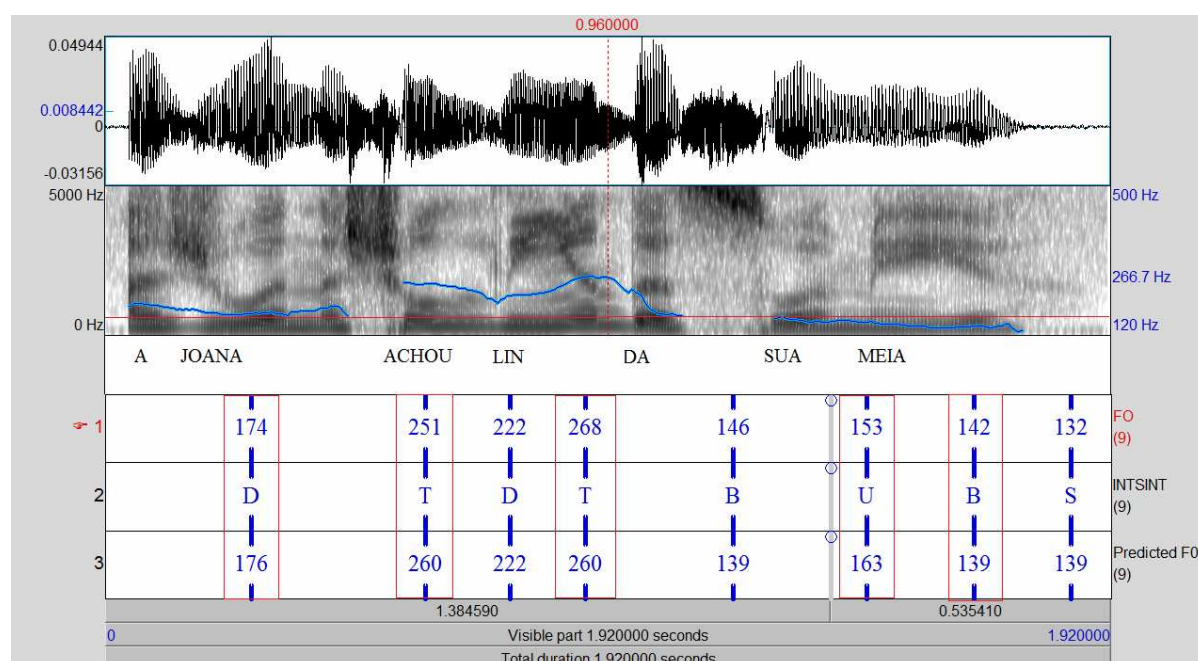 0.960000
0.04944
0.008442
0
-0.03156
5000 Hz 500 Hz
266.7 Hz
0 Hz 120 Hz
A JOANA ACHOU LIN DA SUA MEIA
1 174 251 222 268 146 153 142 132 FO (9)
2 D T D T B U B S INTSINT (9)
3 176 260 222 260 139 163 139 139 Predicted F0 (9)
1.384590 0.535410
0 Visible part 1.920000 seconds 1.920000
Total duration 1.920000 seconds